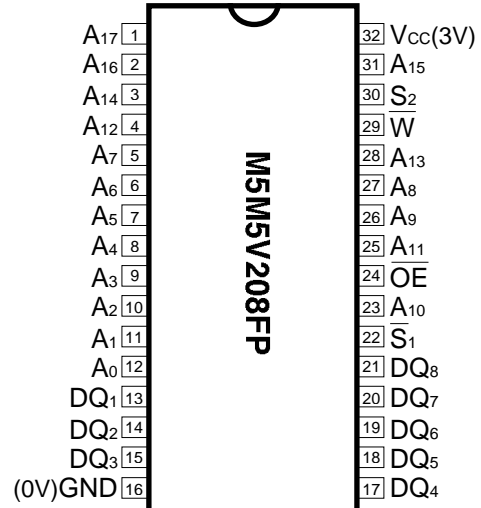 A17 1
A16 2
A14 3
A12 4
A7 5
A6 6
A5 7
A4 8
A3 9
A2 10
A1 11
A0 12
DQ1 13
DQ2 14
DQ3 15
(0V)GND 16
M5M5V208FP
32 VCC(3V)
31 A15
30 S2
29 W̅
28 A13
27 A8
26 A9
25 A11
24 O̅E̅
23 A10
22 S̅1
21 DQ8
20 DQ7
19 DQ6
18 DQ5
17 DQ4